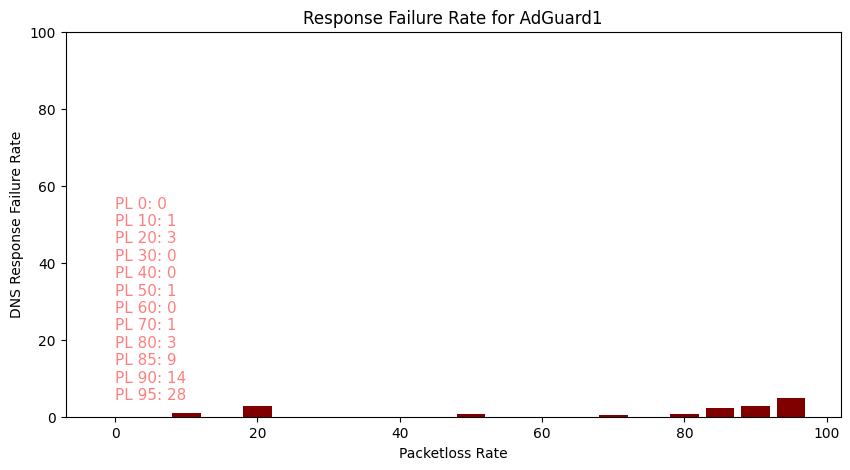 Response Failure Rate for AdGuard1
DNS Response Failure Rate
100
80
60
40
20
0
PL 0: 0
PL 10: 1
PL 20: 3
PL 30: 0
PL 40: 0
PL 50: 1
PL 60: 0
PL 70: 1
PL 80: 3
PL 85: 9
PL 90: 14
PL 95: 28
0 20 40 60 80 100
Packetloss Rate